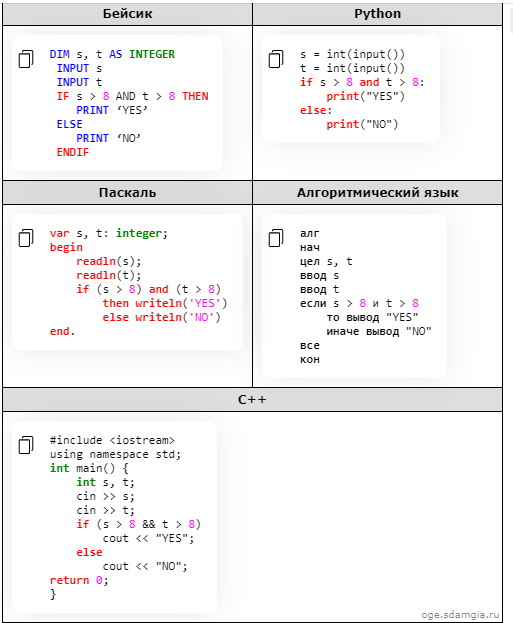 Бейсик
Python
DIM s, t AS INTEGER
INPUT s
INPUT t
IF s > 8 AND t > 8 THEN
PRINT ‘YES’
ELSE
PRINT ‘NO’
ENDIF
s = int(input())
t = int(input())
if s > 8 and t > 8:
print("YES")
else:
print("NO")
Паскаль
Алгоритмический язык
var s, t: integer;
begin
readln(s);
readln(t);
if (s > 8) and (t > 8)
then writeln('YES')
else writeln('NO')
end.
алг
нач
цел s, t
ввод s
ввод t
если s > 8 и t > 8
то вывод "YES"
иначе вывод "NO"
все
кон
С++
#include <iostream>
using namespace std;
int main() {
int s, t;
cin >> s;
cin >> t;
if (s > 8 && t > 8)
cout << "YES";
else
cout << "NO";
return 0;
}
oge.sdamgia.ru